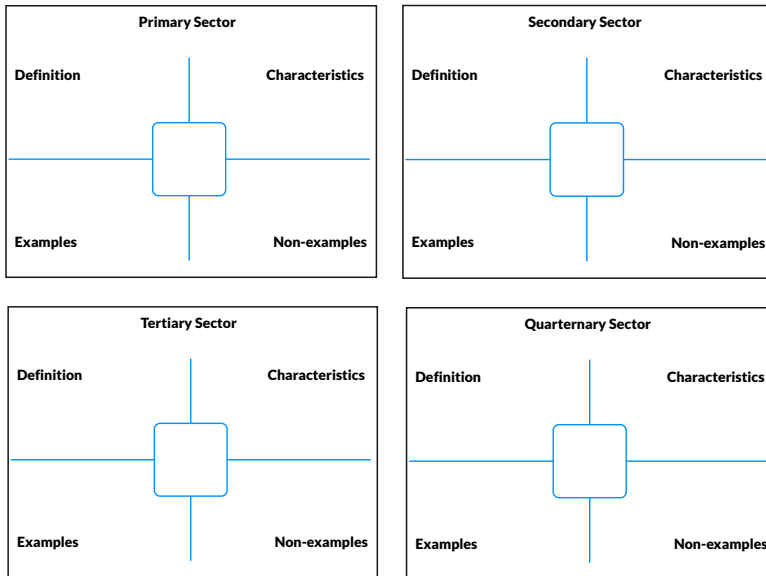 Primary Sector
Definition
Characteristics
Examples
Non-examples
Secondary Sector
Definition
Characteristics
Examples
Non-examples
Tertiary Sector
Definition
Characteristics
Examples
Non-examples
Quarternary Sector
Definition
Characteristics
Examples
Non-examples